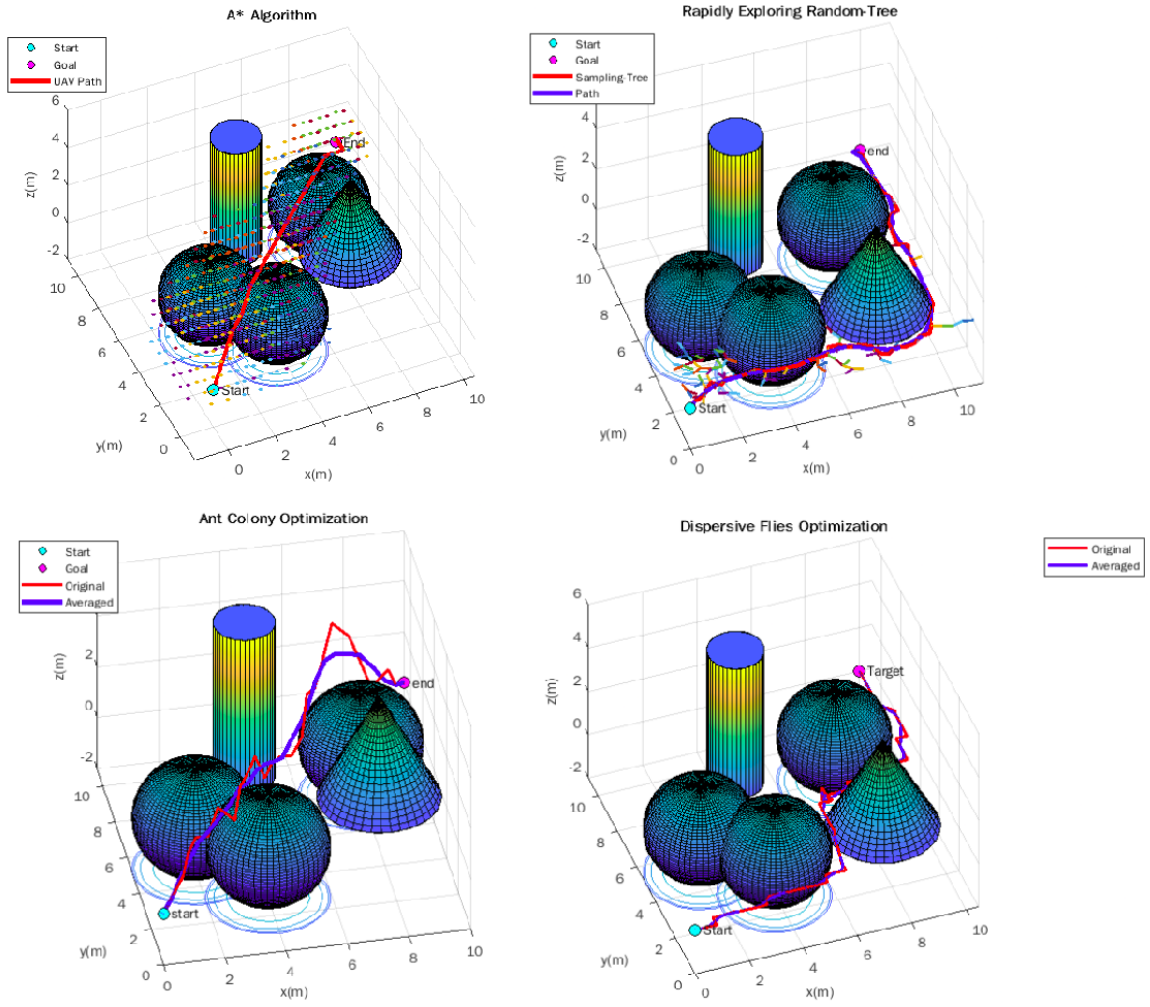 A* Algorithm
Start
Goal
UAV Path
6
4
2
0
-2
z(m)
10
8
6
4
2
0
y(m)
0
2
4
6
8
10
x(m)
End
Start
Rapidly Exploring Random-Tree
Start
Goal
Sampling-Tree
Path
4
2
0
-2
z(m)
10
8
6
4
2
0
y(m)
0
2
4
6
8
10
x(m)
end
Start
Ant Colony Optimization
Start
Goal
Original
Averaged
2
0
-2
z(m)
10
8
6
4
2
0
y(m)
0
2
4
6
8
10
x(m)
end
start
Dispersive Flies Optimization
Original
Averaged
6
4
2
0
-2
z(m)
10
8
6
4
2
0
y(m)
0
2
4
6
8
10
x(m)
Target
Start